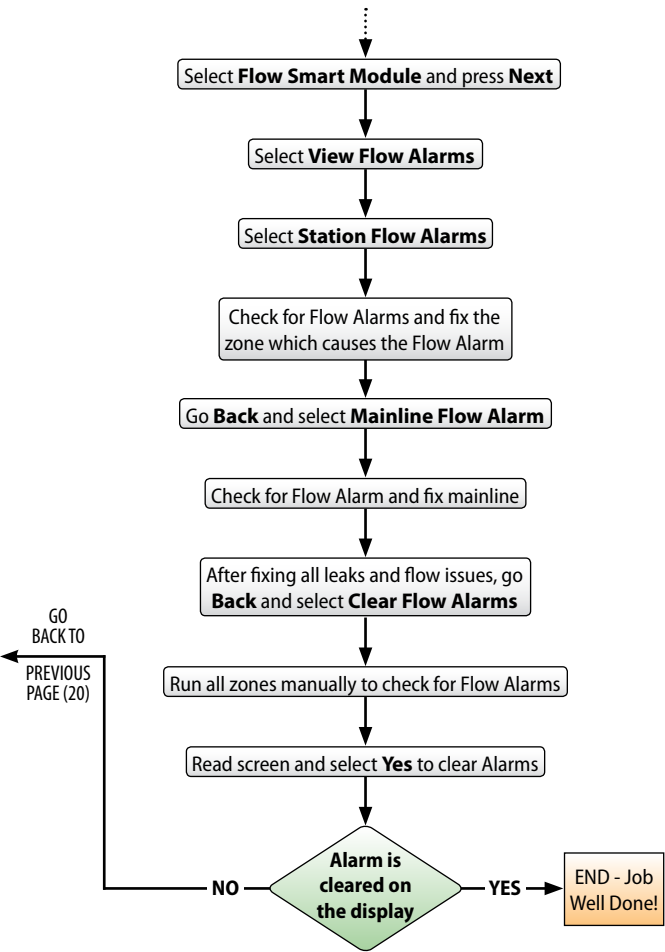 Select Flow Smart Module and press Next
Select View Flow Alarms
Select Station Flow Alarms
Check for Flow Alarms and fix the
zone which causes the Flow Alarm
Go Back and select Mainline Flow Alarm
Check for Flow Alarm and fix mainline
After fixing all leaks and flow issues, go
Back and select Clear Flow Alarms
GO
BACK TO
PREVIOUS
PAGE (20)
Run all zones manually to check for Flow Alarms
Read screen and select Yes to clear Alarms
Alarm is
cleared on
the display
NO
YES
END - Job
Well Done!